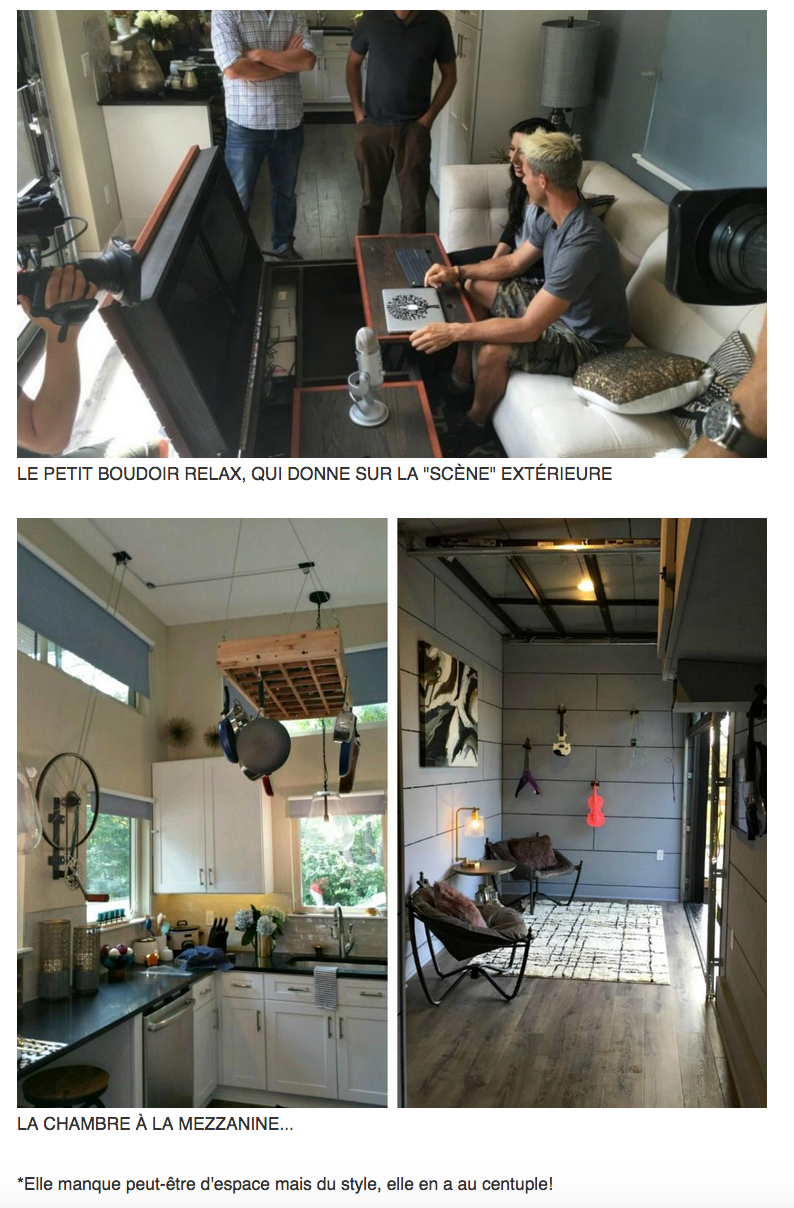 LE PETIT BOUDOIR RELAX, QUI DONNE SUR LA "SCÈNE" EXTÉRIEURE
LA CHAMBRE À LA MEZZANINE...
*Elle manque peut-être d'espace mais du style, elle en a au centuple!